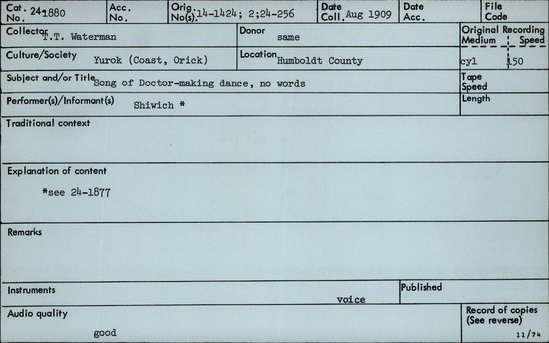 Cat. No. 24-1880 Acc. No. Orig. No(s). 14-1424; 2;24-256 Date Coll. Aug 1909 Date Acc. File Code
Collector T.T. Waterman Donor same Original Recording Medium Speed
Culture/Society Yurok (Coast, Orick) Location Humboldt County cyl 150
Subject and/or Title Song of Doctor-making dance, no words Tape Speed
Performer(s)/Informant(s) Shiwich * Length
Traditional context
Explanation of content
*see 24-1877
Remarks
Instruments voice Published
Audio quality good Record of copies (See reverse) 11/74